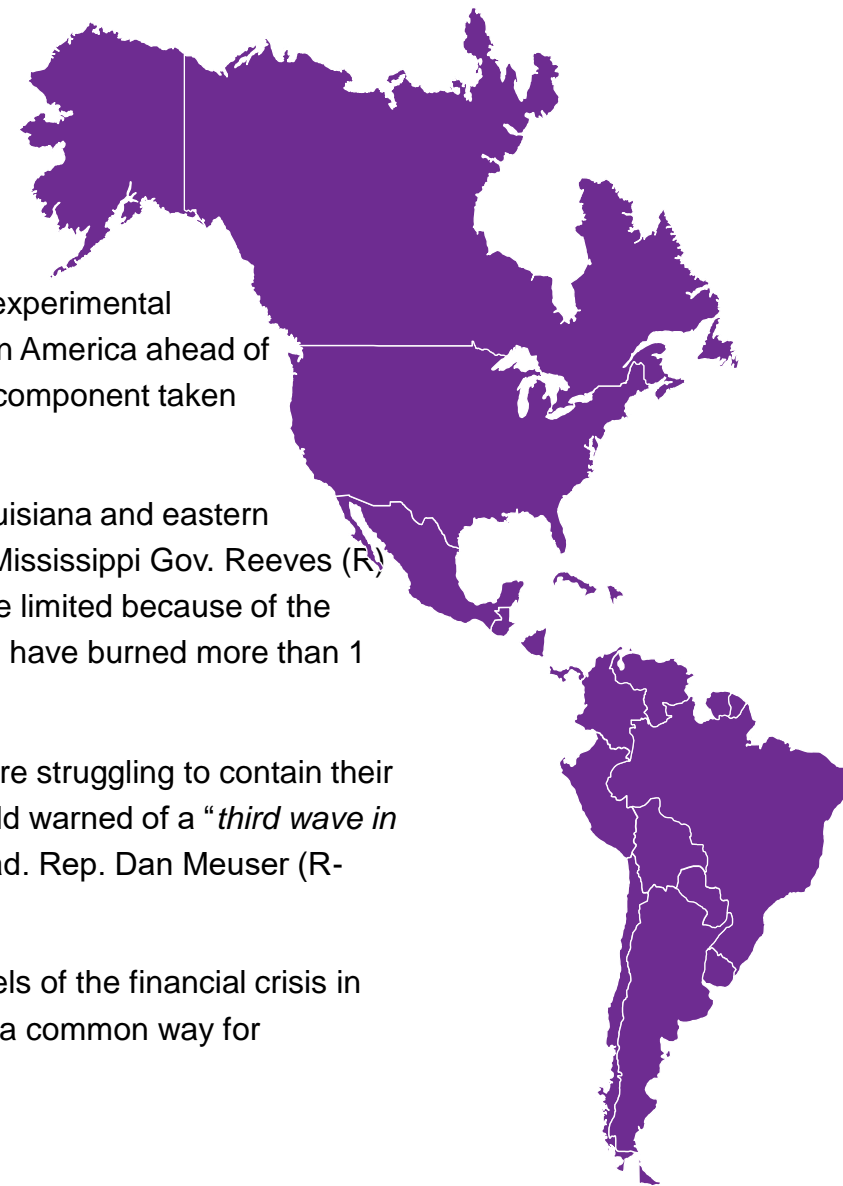 experimental
n America ahead of
component taken
uisiana and eastern
Mississippi Gov. Reeves (R)
e limited because of the
have burned more than 1
re struggling to contain their
ld warned of a “third wave in
ad. Rep. Dan Meuser (R-
els of the financial crisis in
a common way for